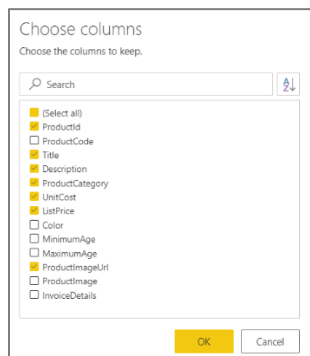 Choose columns
Choose the columns to keep.
Search
A
Z
(Select all)
ProductId
ProductCode
Title
Description
ProductCategory
UnitCost
ListPrice
Color
MinimumAge
MaximumAge
ProductImageUrl
ProductImage
InvoiceDetails
OK Cancel